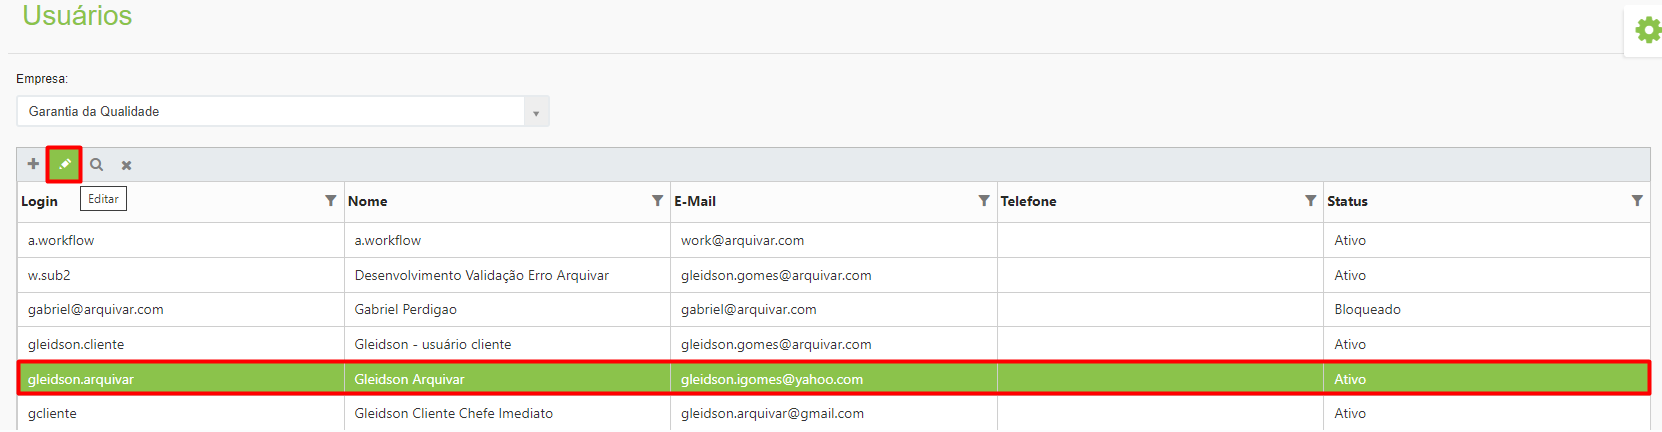 Usuários
Empresa:
Garantia da Qualidade
Editar
Login Nome E-Mail Telefone Status
a.workflow a.workflow work@arquivar.com Ativo
w.sub2 Desenvolvimento Validação Erro Arquivar gleidson.gomes@arquivar.com Ativo
gabriel@arquivar.com Gabriel Perdigao gabriel@arquivar.com Bloqueado
gleidson.cliente Gleidson - usuário cliente gleidson.gomes@arquivar.com Ativo
gleidson.arquivar Gleidson Arquivar gleidson.igomes@yahoo.com Ativo
gcliente Gleidson Cliente Chefe Imediato gleidson.arquivar@gmail.com Ativo